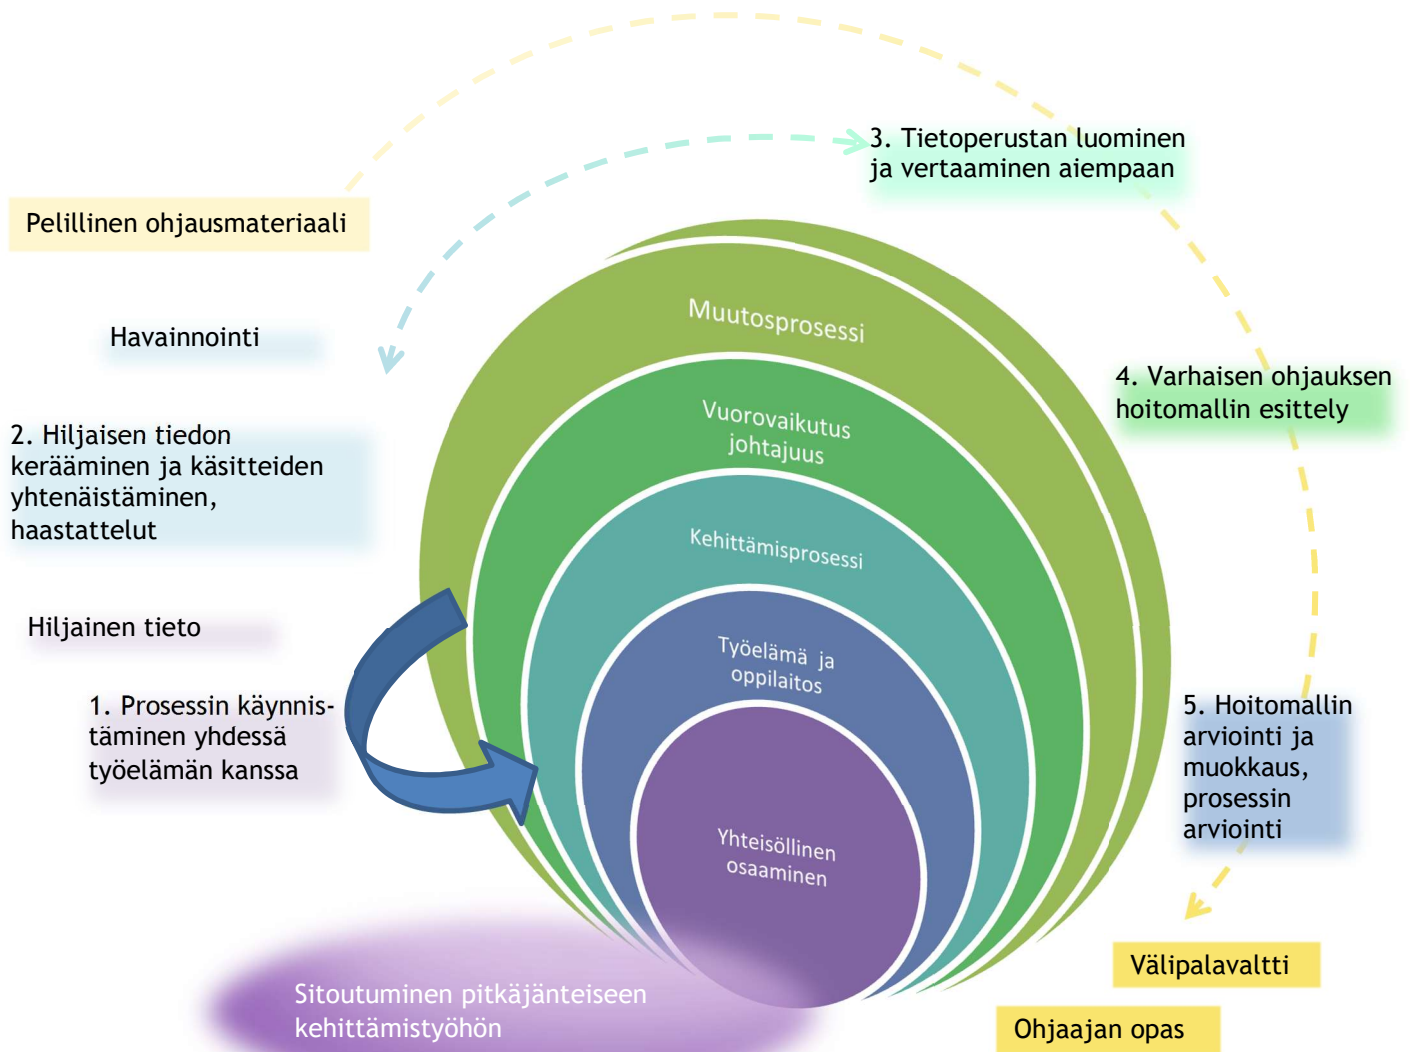 3. Tietoperustan luominen
ja vertaaminen aiempaan
Pelillinen ohjausmateriaali
Muutosprosessi
Havainnointi
4. Varhaisen ohjauksen
hoitomallin esittely
Vuorovaikutus
johtajuus
2. Hiljaisen tiedon
kerääminen ja käsitteiden
yhtenäistäminen,
haastattelut
Kehittämisprosessi
Hiljainen tieto
Työelämä ja
oppilaitos
1. Prosessin käynnis-
täminen yhdessä
työelämän kanssa
5. Hoitomallin
arviointi ja
muokkaus,
prosessin
arviointi
Yhteisöllinen
osaaminen
Välipalavaltti
Sitoutuminen pitkäjänteiseen
kehittämistyöhön
Ohjaajan opas